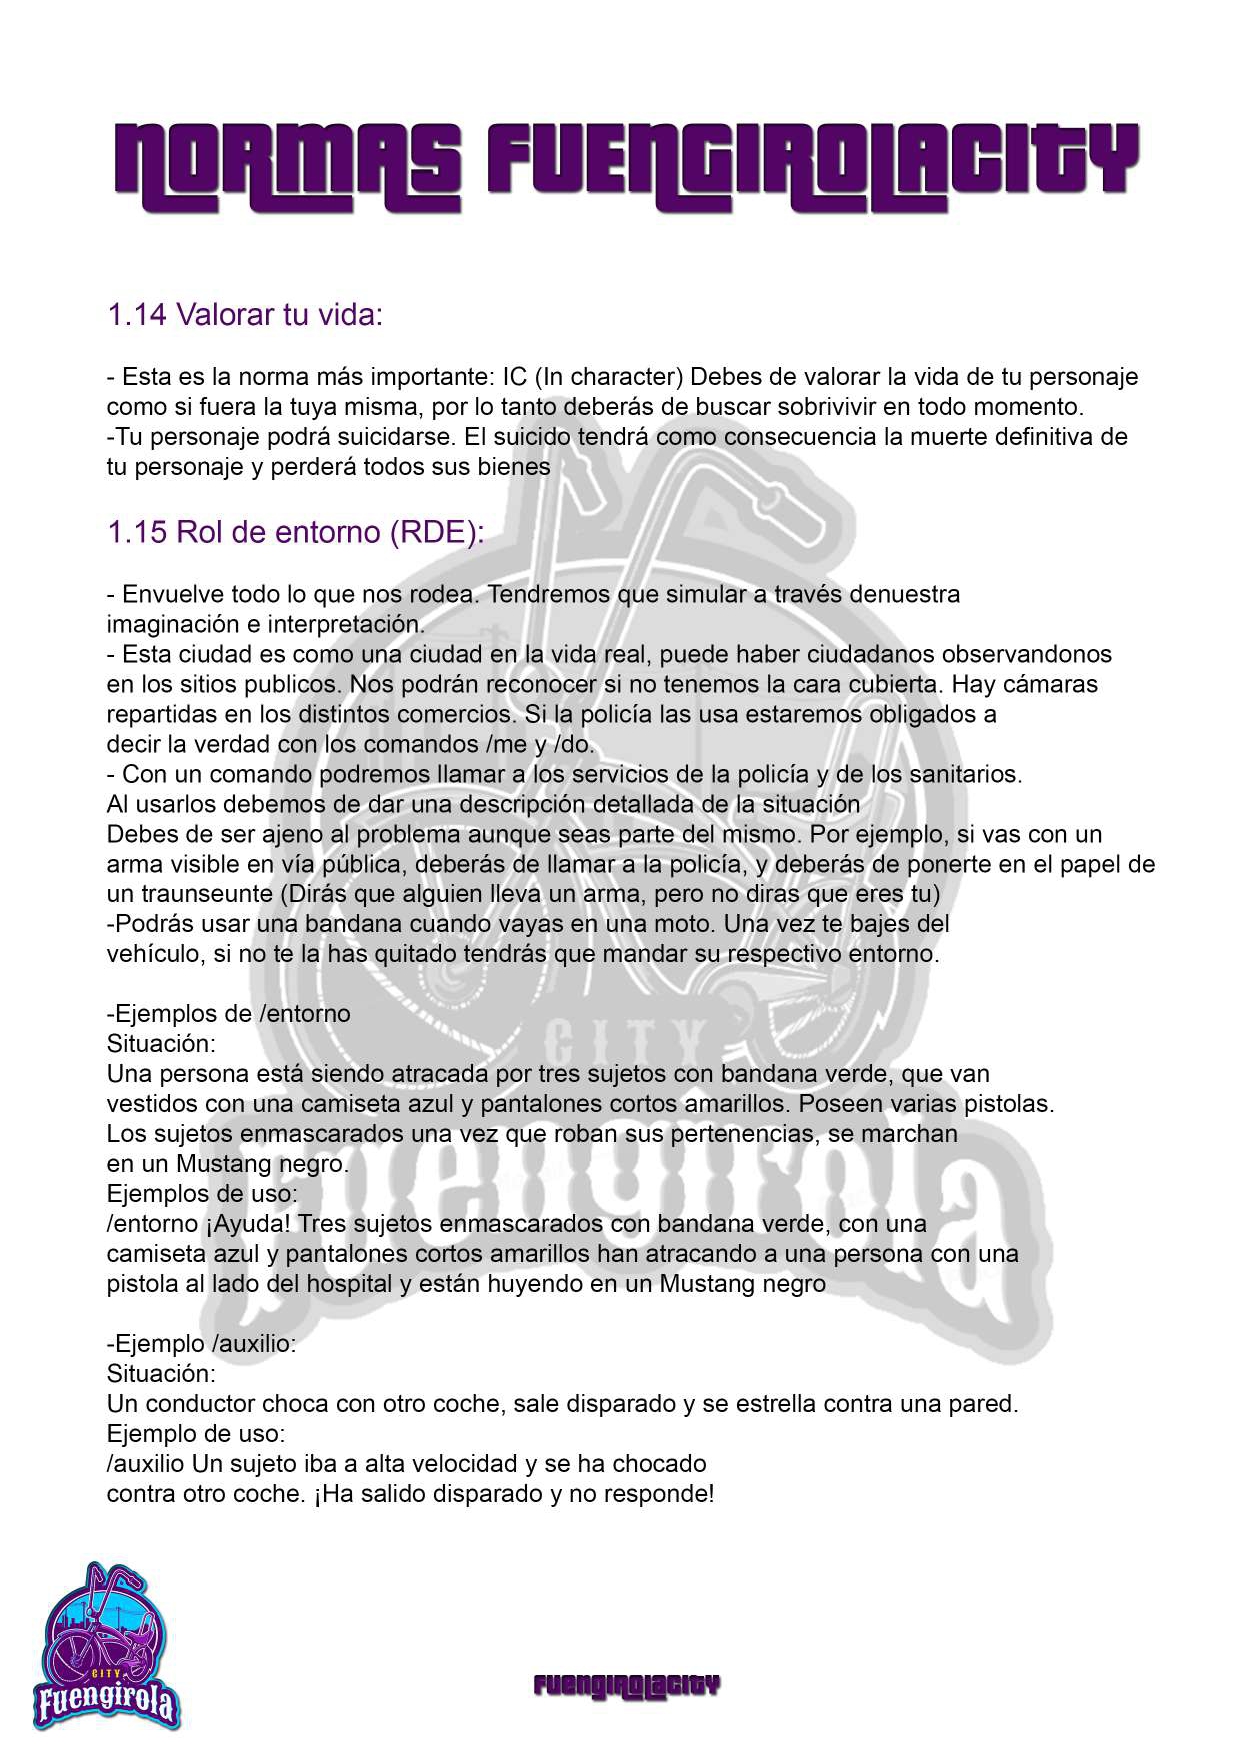 NORMAS FUENGIROLACITY
1.14 Valorar tu vida:
- Esta es la norma más importante: IC (In character) Debes de valorar la vida de tu personaje
como si fuera la tuya misma, por lo tanto deberás de buscar sobrivivir en todo momento.
-Tu personaje podrá suicidarse. El suicido tendrá como consecuencia la muerte definitiva de
tu personaje y perderá todos sus bienes
1.15 Rol de entorno (RDE):
- Envuelve todo lo que nos rodea. Tendremos que simular a través denuestra
imaginación e interpretación.
- Esta ciudad es como una ciudad en la vida real, puede haber ciudadanos observandonos
en los sitios publicos. Nos podrán reconocer si no tenemos la cara cubierta. Hay cámaras
repartidas en los distintos comercios. Si la policía las usa estaremos obligados a
decir la verdad con los comandos /me y /do.
- Con un comando podremos llamar a los servicios de la policía y de los sanitarios.
Al usarlos debemos de dar una descripción detallada de la situación
Debes de ser ajeno al problema aunque seas parte del mismo. Por ejemplo, si vas con un
arma visible en vía pública, deberás de llamar a la policía, y deberás de ponerte en el papel de
un traunseunte (Dirás que alguien lleva un arma, pero no diras que eres tu)
-Podrás usar una bandana cuando vayas en una moto. Una vez te bajes del
vehículo, si no te la has quitado tendrás que mandar su respectivo entorno.
-Ejemplos de /entorno
Situación:
Una persona está siendo atracada por tres sujetos con bandana verde, que van
vestidos con una camiseta azul y pantalones cortos amarillos. Poseen varias pistolas.
Los sujetos enmascarados una vez que roban sus pertenencias, se marchan
en un Mustang negro.
Ejemplos de uso:
/entorno ¡Ayuda! Tres sujetos enmascarados con bandana verde, con una
camiseta azul y pantalones cortos amarillos han atracando a una persona con una
pistola al lado del hospital y están huyendo en un Mustang negro
-Ejemplo /auxilio:
Situación:
Un conductor choca con otro coche, sale disparado y se estrella contra una pared.
Ejemplo de uso:
/auxilio Un sujeto iba a alta velocidad y se ha chocado
contra otro coche. ¡Ha salido disparado y no responde!
CITY
Fuengirola
CITY
Fuengirola
FUENGIROLACITY